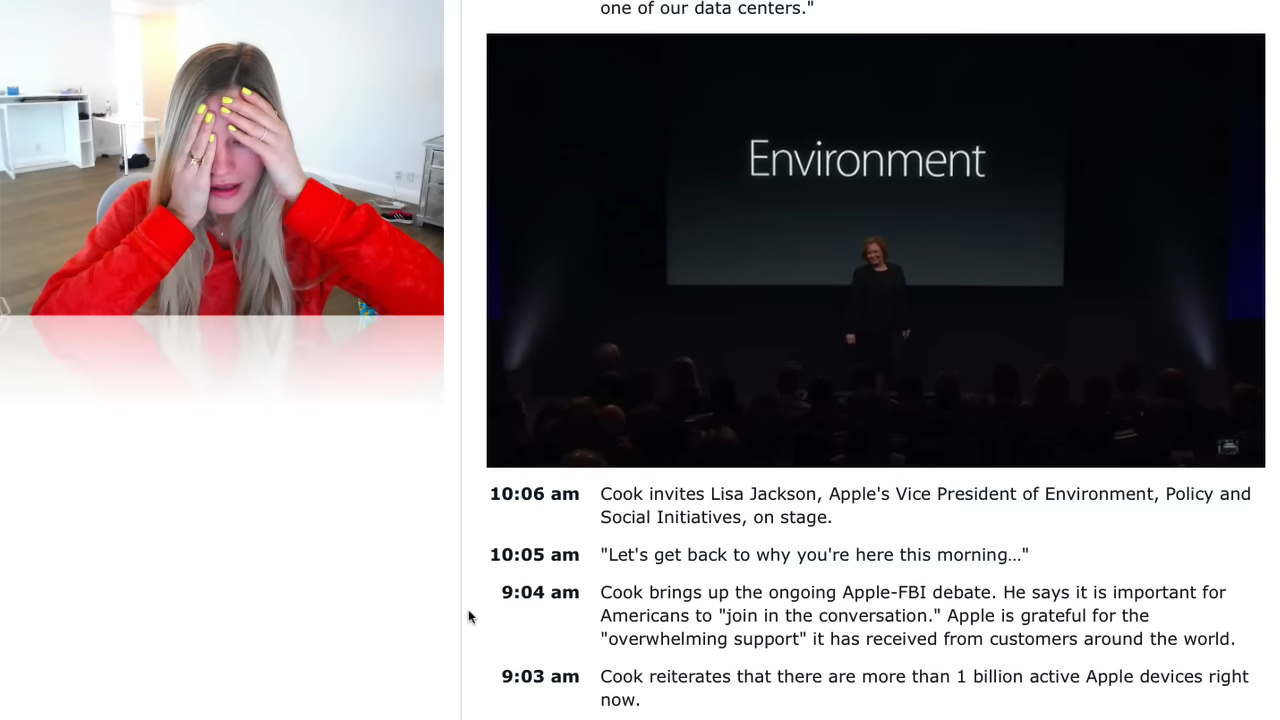 one of our data centers."
Environment
10:06 am Cook invites Lisa Jackson, Apple's Vice President of Environment, Policy and
Social Initiatives, on stage.
10:05 am "Let's get back to why you're here this morning…"
9:04 am Cook brings up the ongoing Apple-FBI debate. He says it is important for
Americans to "join in the conversation." Apple is grateful for the
"overwhelming support" it has received from customers around the world.
9:03 am Cook reiterates that there are more than 1 billion active Apple devices right
now.